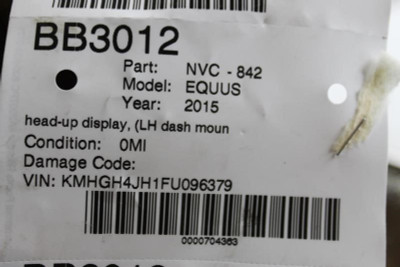 BB3012
Part: NVC - 842
Model: EQUUS
Year: 2015
head-up display, (LH dash moun
Condition: 0MI
Damage Code:
VIN: KMHGH4JH1FU096379
0000704363
BB3012